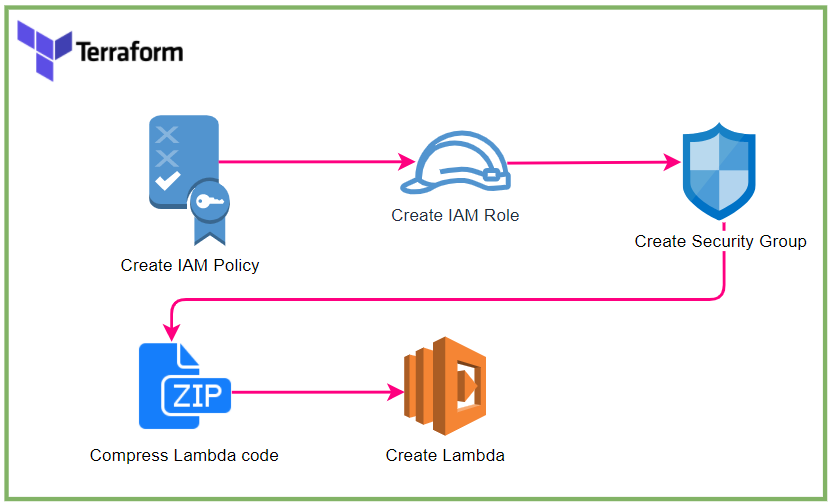 Terraform
Create IAM Role
Create Security Group
Create IAM Policy
ZIP
Compress Lambda code
Create Lambda